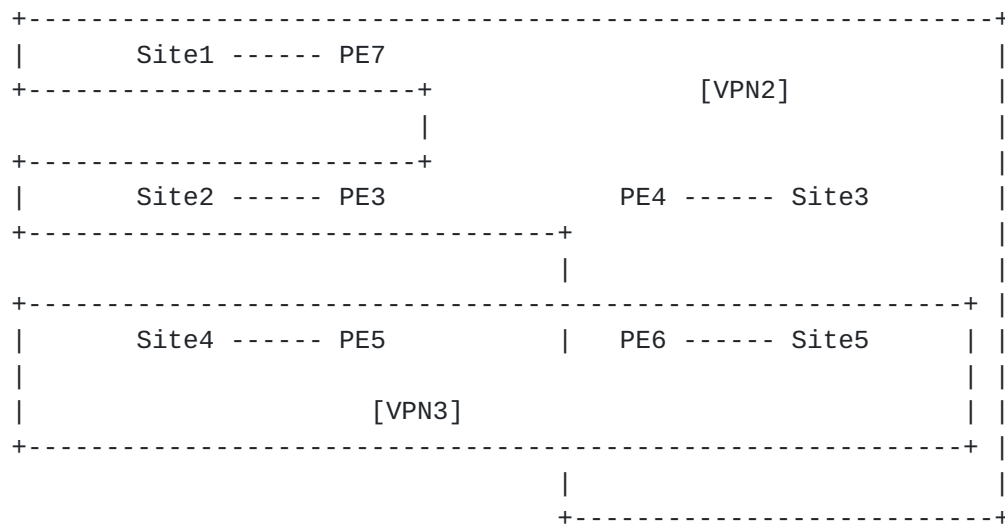 +---------------------------------------------------------+
|       Site1 ------ PE7                                  |
+------------------------+                [VPN2]          |
                         |                                |
+------------------------+                                |
|       Site2 ------ PE3              PE4 ------ Site3    |
+---------------------------------+                       |
                                  |                       |
+-------------------------------------------------------+ |
|       Site4 ------ PE5          |   PE6 ------ Site5  | |
|                                                       | |
|                     [VPN3]                            | |
+-------------------------------------------------------+ |
                                  |                       |
                                  +-----------------------+